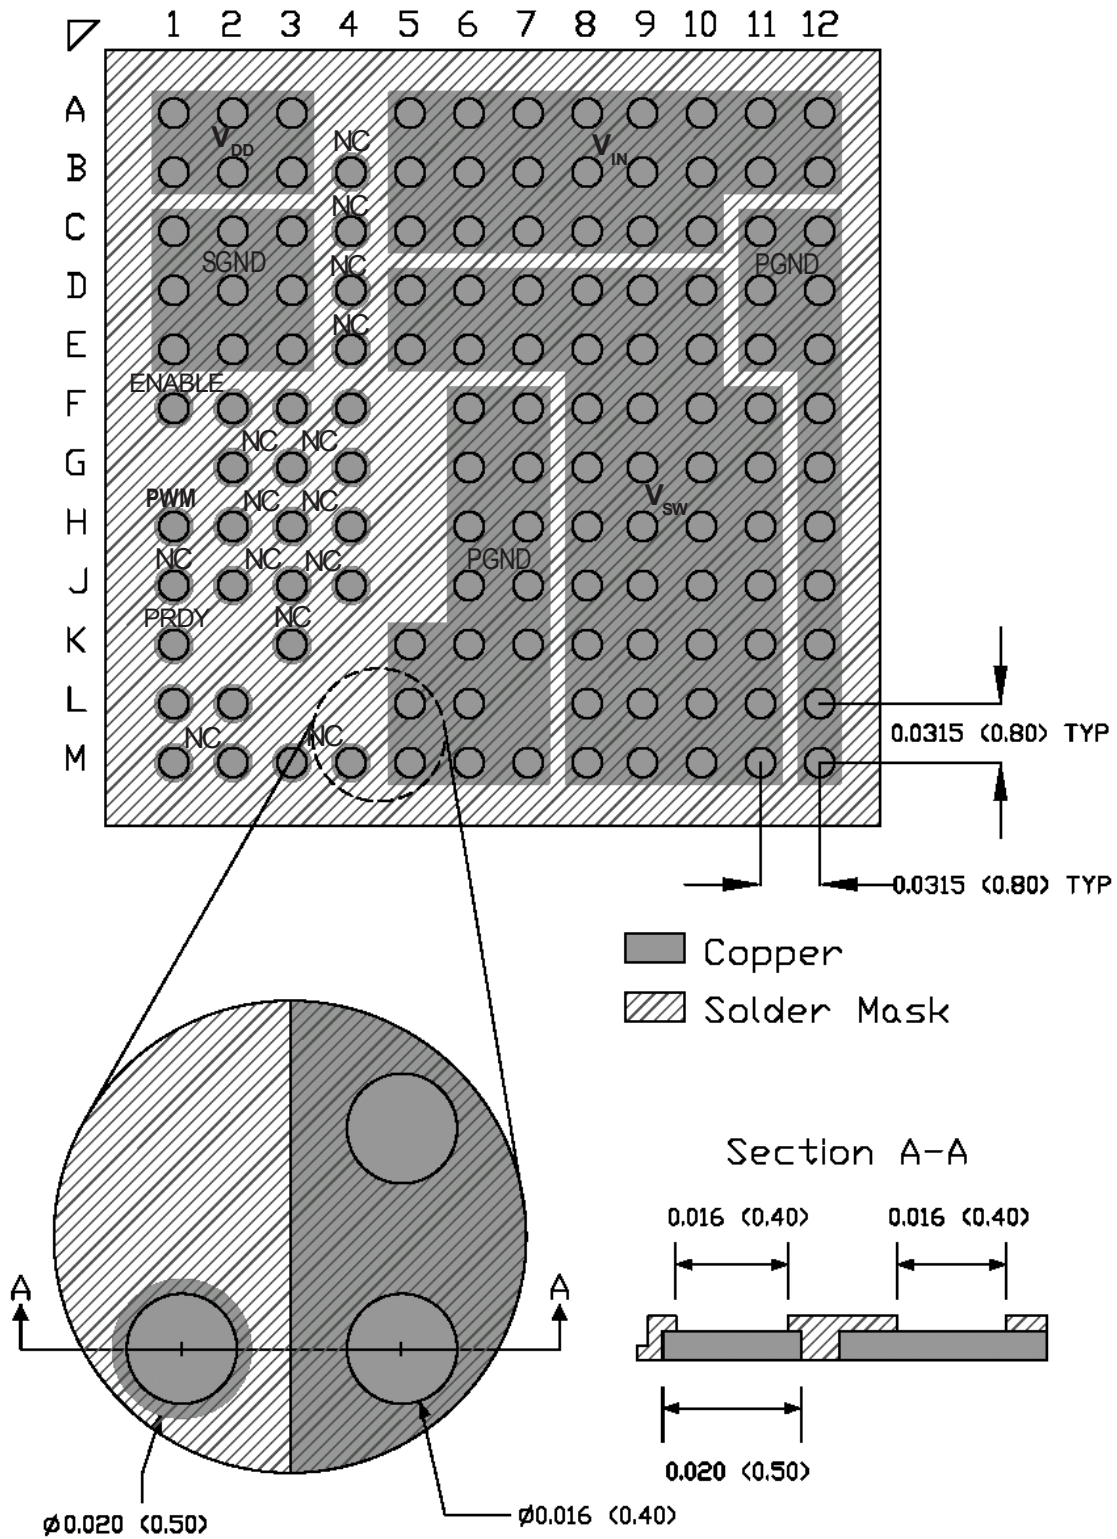 1 2 3 4 5 6 7 8 9 10 11 12
A
VDD
NC
VIN
B
NC
C
SGND
NC
PGND
D
NC
E
ENABLE
F
NC NC
G
PWM
NC NC
VSW
H
NC
NC NC
PGND
J
PRDY
NC
K
L
0.0315 (0.80) TYP
NC
NC
M
0.0315 (0.80) TYP
Copper
Solder Mask
Section A-A
0.016 (0.40)
0.016 (0.40)
A
A
0.020 (0.50)
Ø0.020 (0.50)
Ø0.016 (0.40)